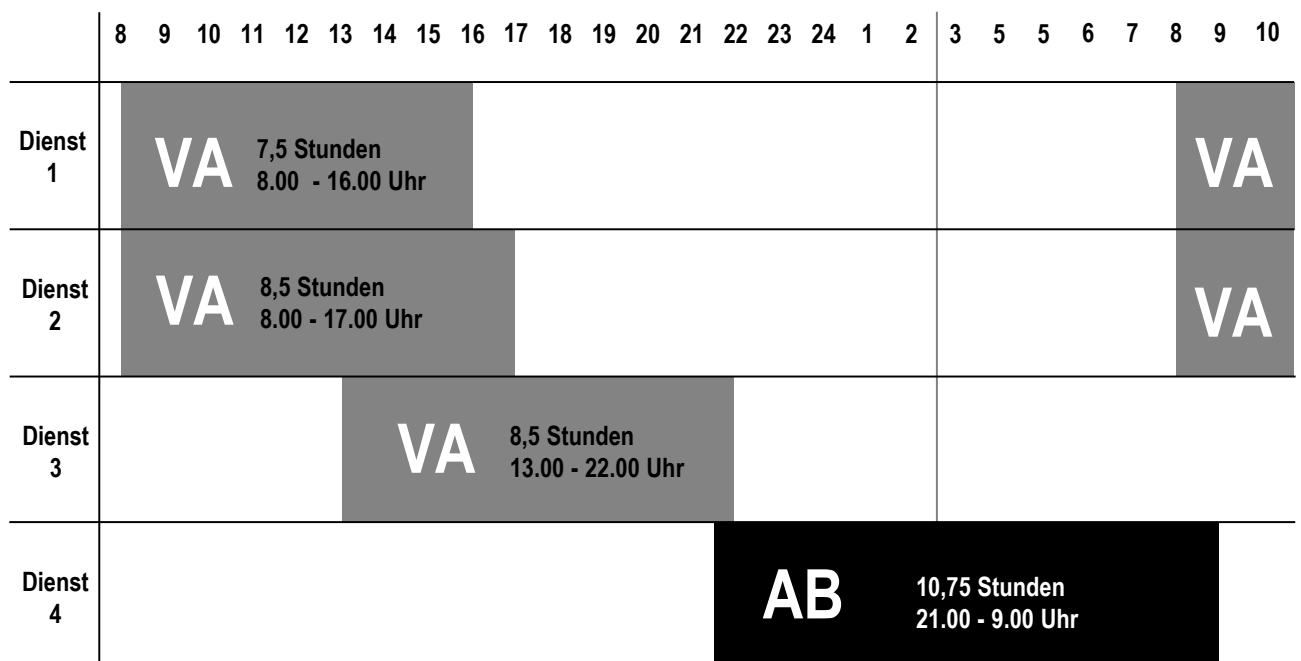 8 9 10 11 12 13 14 15 16 17 18 19 20 21 22 23 24 1 2 3 5 5 6 7 8 9 10
Dienst
1
VA
7,5 Stunden
8.00 - 16.00 Uhr
VA
Dienst
2
VA
8,5 Stunden
8.00 - 17.00 Uhr
VA
Dienst
3
VA
8,5 Stunden
13.00 - 22.00 Uhr
Dienst
4
AB
10,75 Stunden
21.00 - 9.00 Uhr